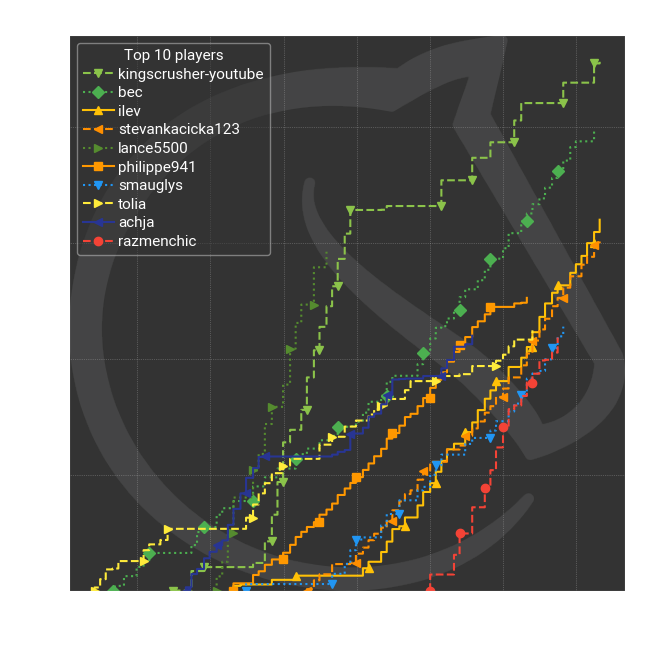 Top 10 players
kingscrusher-youtube
bec
ilev
stevankacicka123
lance5500
philippe941
smauglys
tolia
achja
razmenchic